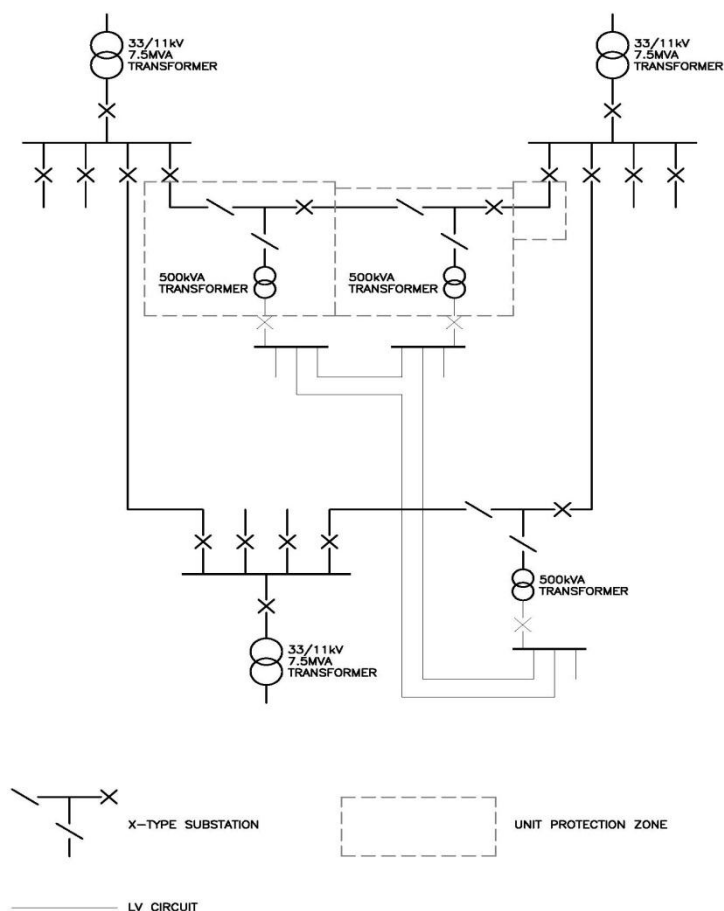 33/11kV
7.5MVA
TRANSFORMER
33/11kV
7.5MVA
TRANSFORMER
500kVA
TRANSFORMER
500kVA
TRANSFORMER
500kVA
TRANSFORMER
33/11kV
7.5MVA
TRANSFORMER
X-TYPE SUBSTATION
UNIT PROTECTION ZONE
LV CIRCUIT